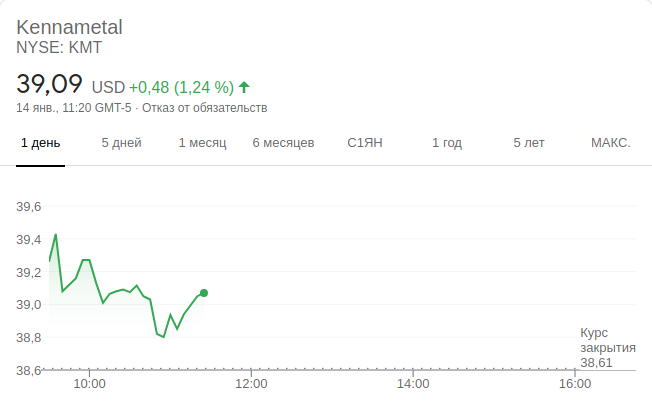 Kennametal
NYSE: KMT
39,09 USD +0,48 (1,24 %)
14 янв., 11:20 GMT-5 · Отказ от обязательств
1 день 5 дней 1 месяц 6 месяцев С1ЯН 1 год 5 лет МАКС.
39,6
39,4
39,2
39,0
38,8
38,6
Курс
закрытия
38,61
10:00 12:00 14:00 16:00